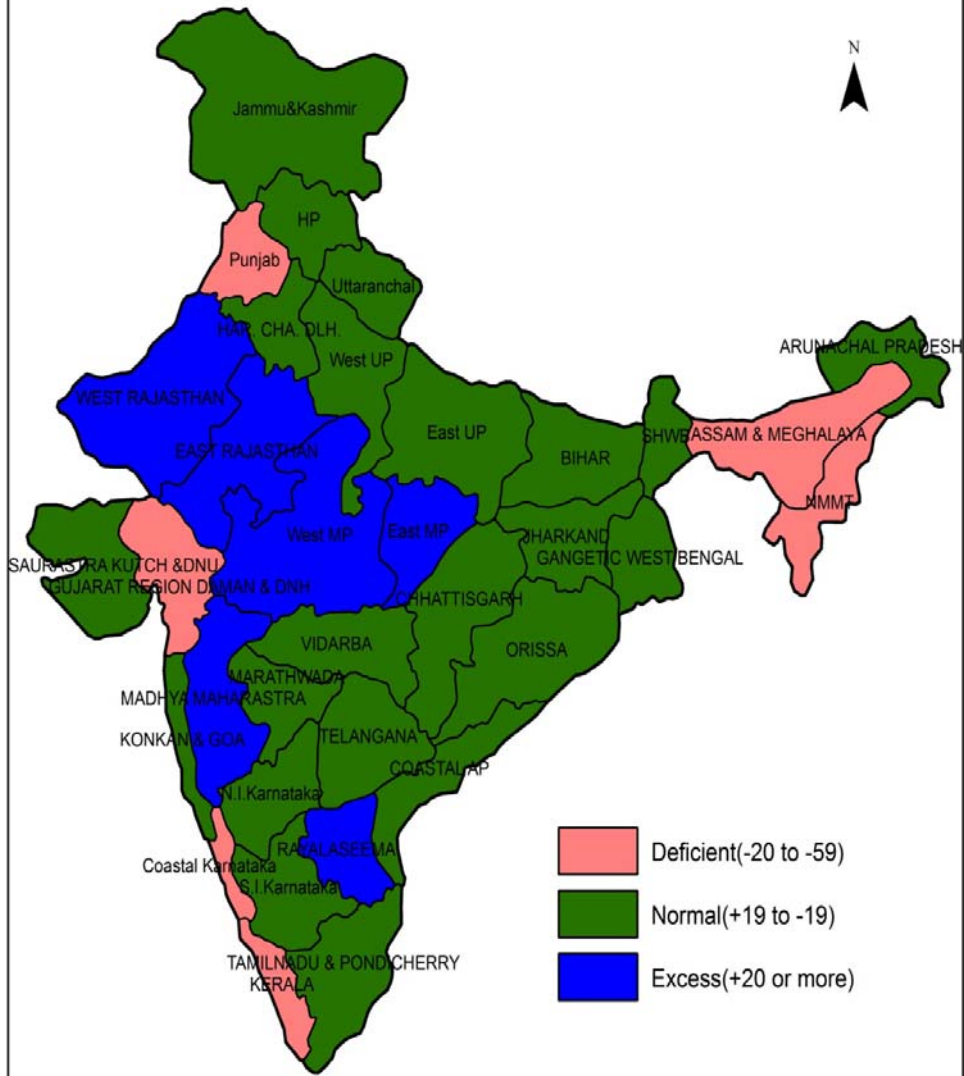 N
Jammu&Kashmir
HP
Punjab
Uttaranchal
HAR. CHA. DLH.
West UP
ARUNACHAL PRADESH
WEST RAJASTHAN
East UP
SHWB
ASSAM & MEGHALAYA
EAST RAJASTHAN
BIHAR
NMMT
West MP
East MP
JHARKAND
GANGETIC WEST BENGAL
SAURASTRA KUTCH &DNU
GUJARAT REGION DAMAN & DNH
CHHATTISGARH
VIDARBA
ORISSA
MARATHWADA
MADHYA MAHARASTRA
KONKAN & GOA
TELANGANA
COASTAL AP
N.I.Karnataka
RAYALASEEMA
Coastal Karnataka
S.I.Karnataka
TAMILNADU & PONDICHERRY
KERALA
Deficient(-20 to -59)
Normal(+19 to -19)
Excess(+20 or more)